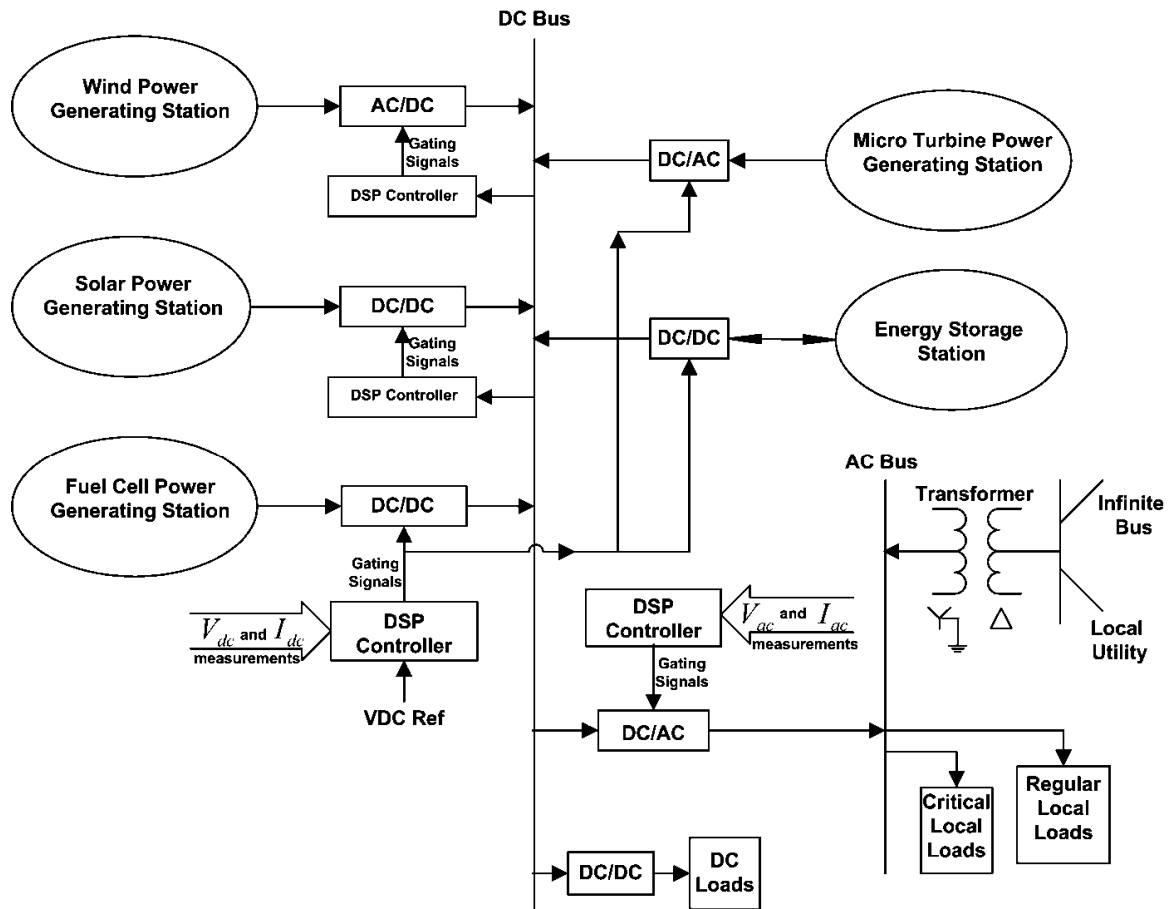 DC Bus
Wind Power
Generating Station
AC/DC
Gating
Signals
DSP Controller
DC/AC
Micro Turbine Power
Generating Station
Solar Power
Generating Station
DC/DC
Gating
Signals
DSP Controller
DC/DC
Energy Storage
Station
Fuel Cell Power
Generating Station
DC/DC
Gating
Signals
V_dc and I_dc
measurements
DSP
Controller
VDC Ref
AC Bus
Transformer
Infinite
Bus
Local
Utility
DSP
Controller
V_ac and I_ac
measurements
Gating
Signals
DC/AC
Critical
Local
Loads
Regular
Local
Loads
DC/DC
DC
Loads